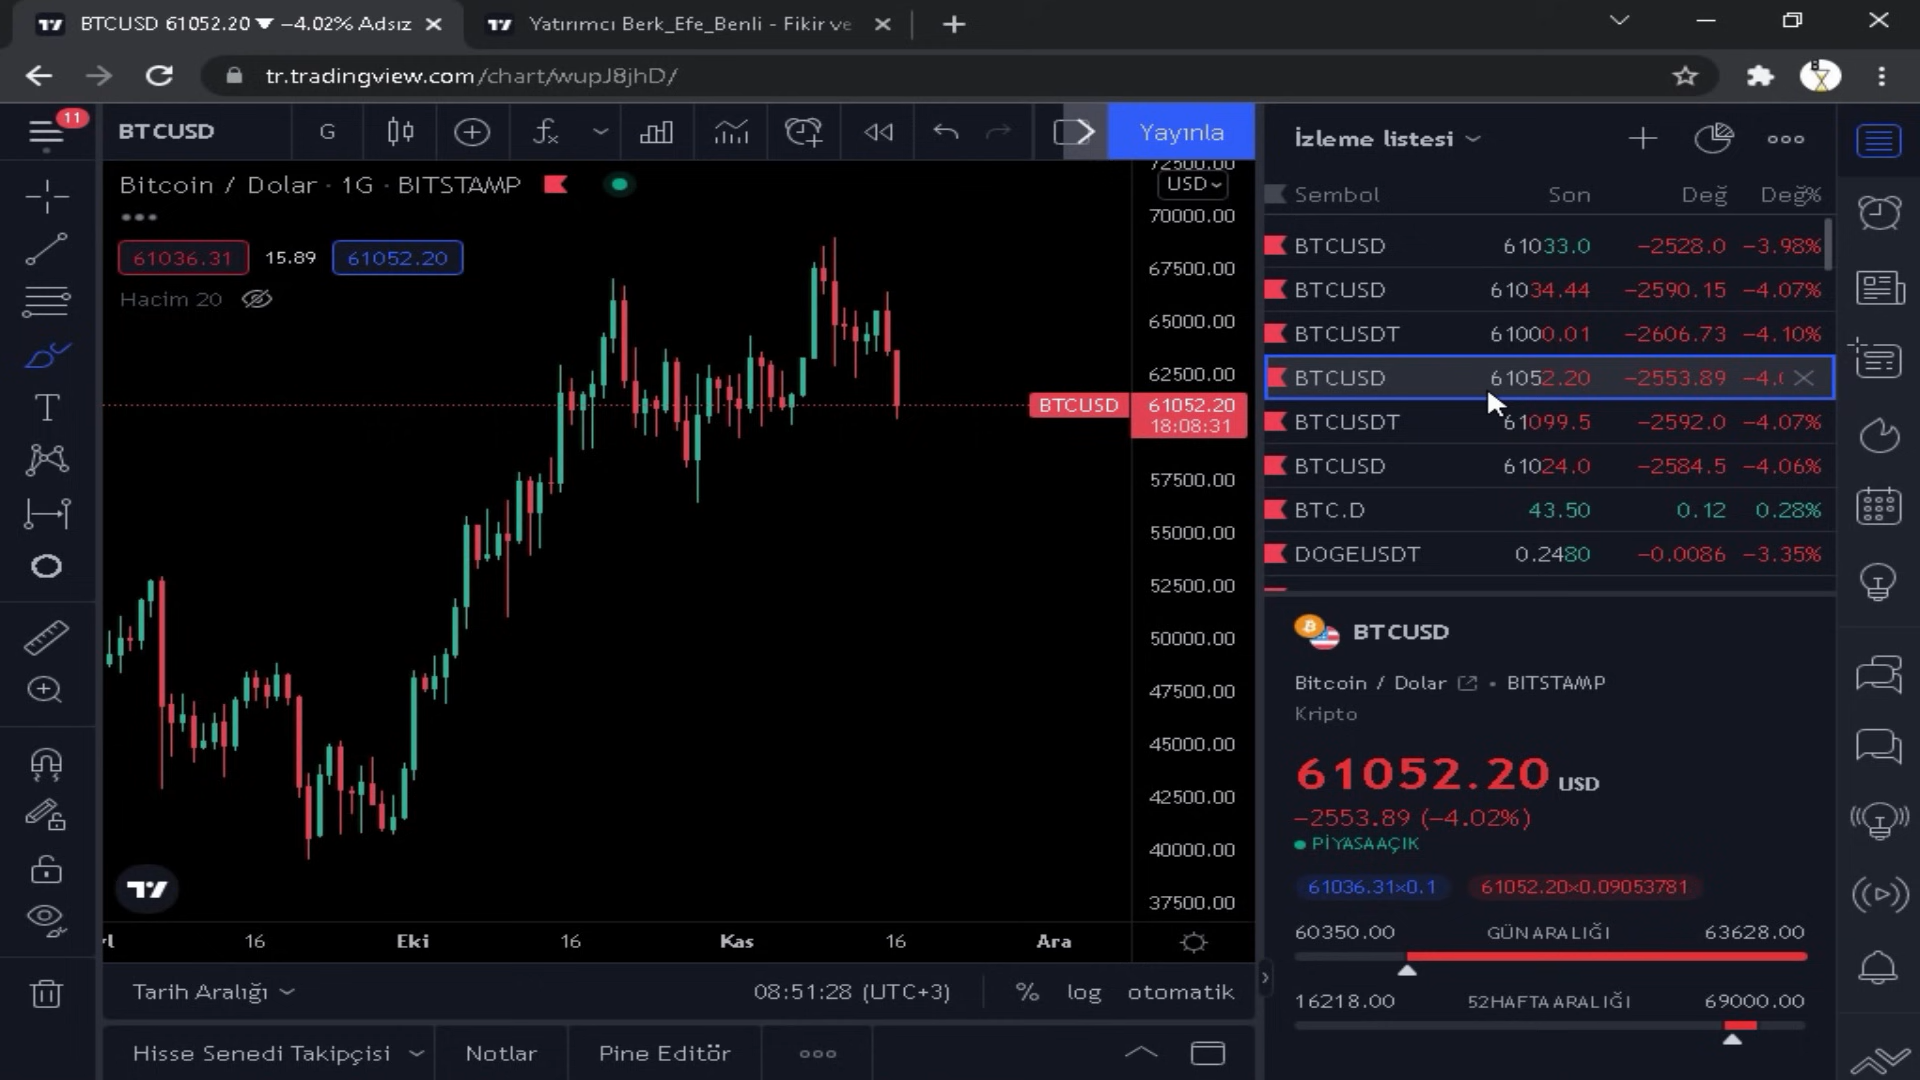 BTCUSD 61052.20 ▼ −4.02% Adsız
Yatırımcı Berk_Efe_Benli - Fikir ve
tr.tradingview.com/chart/wupJ8jhD/
11
BTCUSD
G
Yayınla
Bitcoin / Dolar · 1G · BITSTAMP
61036.31
15.89
61052.20
Hacim 20
72500.00
USD
70000.00
67500.00
65000.00
62500.00
BTCUSD
61052.20
18:08:31
57500.00
55000.00
52500.00
50000.00
47500.00
45000.00
42500.00
40000.00
37500.00
16
Eki
16
Kas
16
Ara
Tarih Aralığı
08:51:28 (UTC+3)
%
log
otomatik
Hisse Senedi Takipçisi
Notlar
Pine Editör
İzleme listesi
Sembol Son Değ Değ%
BTCUSD 61033.0 −2528.0 −3.98%
BTCUSD 61034.44 −2590.15 −4.07%
BTCUSDT 61000.01 −2606.73 −4.10%
BTCUSD 61052.20 −2553.89
BTCUSDT 61099.5 −2592.0 −4.07%
BTCUSD 61024.0 −2584.5 −4.06%
BTC.D 43.50 0.12 0.28%
DOGEUSDT 0.2480 −0.0086 −3.35%
BTCUSD
Bitcoin / Dolar • BITSTAMP
Kripto
61052.20 USD
−2553.89 (−4.02%)
PİYASA AÇIK
61036.31×0.1
61052.20×0.09053781
60350.00 GÜN ARALIĞI 63628.00
16218.00 52HAFTA ARALIĞI 69000.00